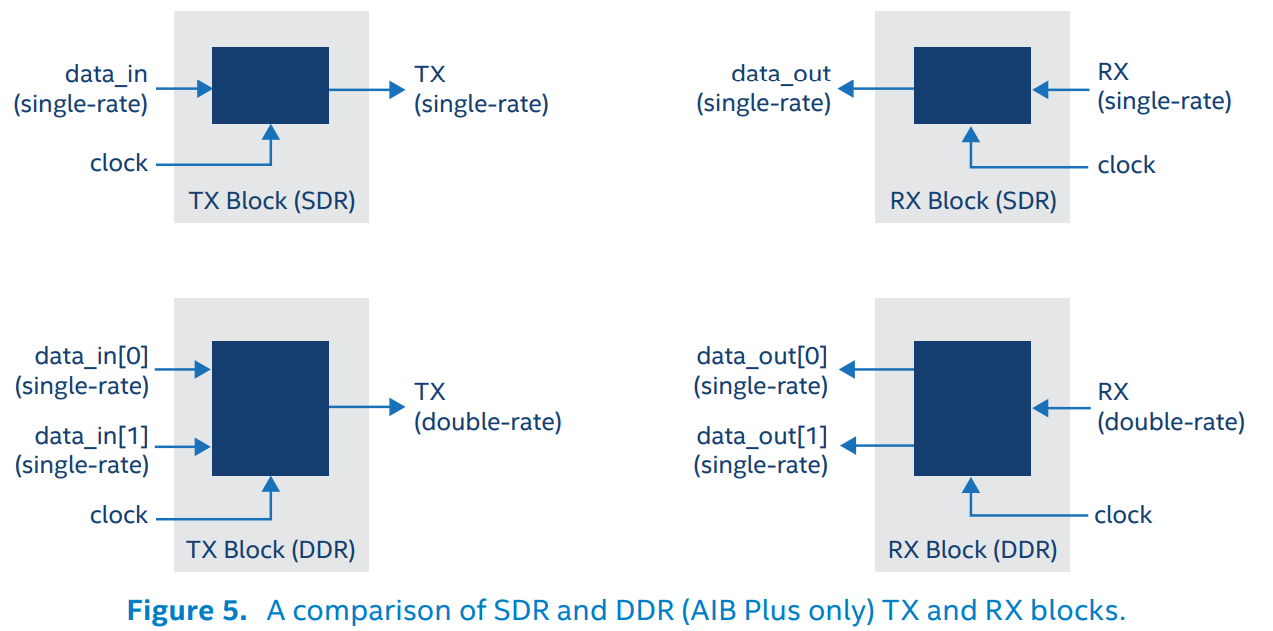 data_in
(single-rate)
clock
TX
(single-rate)
TX Block (SDR)
data_out
(single-rate)
RX
(single-rate)
clock
RX Block (SDR)
data_in[0]
(single-rate)
data_in[1]
(single-rate)
clock
TX
(double-rate)
TX Block (DDR)
data_out[0]
(single-rate)
data_out[1]
(single-rate)
RX
(double-rate)
clock
RX Block (DDR)
Figure 5. A comparison of SDR and DDR (AIB Plus only) TX and RX blocks.